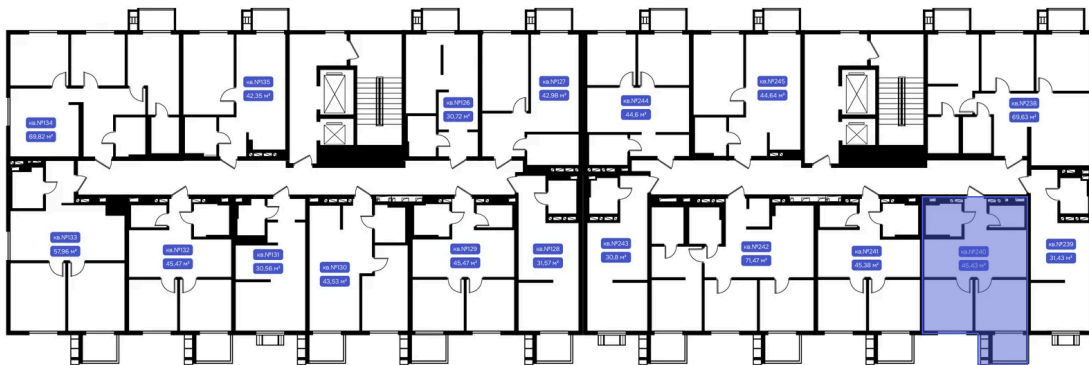 кв.№135
42,35 м²
кв.№126
30,72 м²
кв.№127
42,98 м²
кв.№244
44,6 м²
кв.№245
44,64 м²
кв.№238
69,63 м²
кв.№134
69,82 м²
кв.№133
57,96 м²
кв.№132
45,47 м²
кв.№131
30,56 м²
кв.№130
43,53 м²
кв.№129
45,47 м²
кв.№128
31,57 м²
кв.№243
30,8 м²
кв.№242
71,47 м²
кв.№241
45,38 м²
кв.№240
45,43 м²
кв.№239
31,43 м²